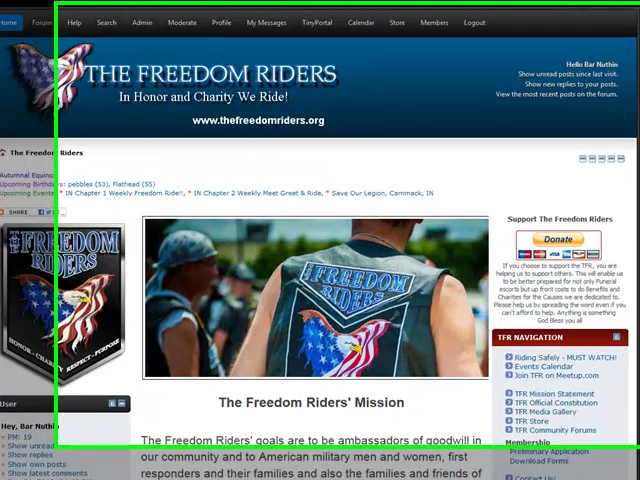 Home Forum Help Search Admin Moderate Profile My Messages TinyPortal Calendar Store Members Logout
THE FREEDOM RIDERS
In Honor and Charity We Ride!
www.thefreedomriders.org
Hello Bar Nuthin
Show unread posts since last visit.
Show new replies to your posts.
View the most recent posts on the forum.
The Freedom Riders
Autumnal Equinox
Upcoming Birthdays: pebbles (53), Flathead (55)
Upcoming Events: * IN Chapter 1 Weekly Freedom Ride!!, * IN Chapter 2 Weekly Meet Greet & Ride, * Save Our Legion, Cammack, IN
SHARE
THE FREEDOM
RIDERS
HONOR - CHARITY
RESPECT - PURPOSE
THE FREEDOM
RIDERS
Support The Freedom Riders
Donate
VISA
If you choose to support the TFR, you are
helping us to support others. This will enable us
to be better prepared for not only Funeral
escorts but up front costs to do Benefits and
Charities for the Causes we are dedicated to.
Please help us by spreading the word even if you
can't afford to help. Anything is something
God Bless you all
TFR NAVIGATION
Riding Safely - MUST WATCH!
Events Calendar
Join TFR on Meetup.com
TFR Mission Statement
TFR Official Constitution
TFR Media Gallery
TFR Store
TFR Community Forums
Membership
Preliminary Application
Download Forms
Contact Us!
User
Hey, Bar Nuthin
PM: 19
Show unread
Show replies
Show own posts
Show latest comments
The Freedom Riders' Mission
The Freedom Riders' goals are to be ambassadors of goodwill in
our community and to American military men and women, first
responders and their families and also the families and friends of